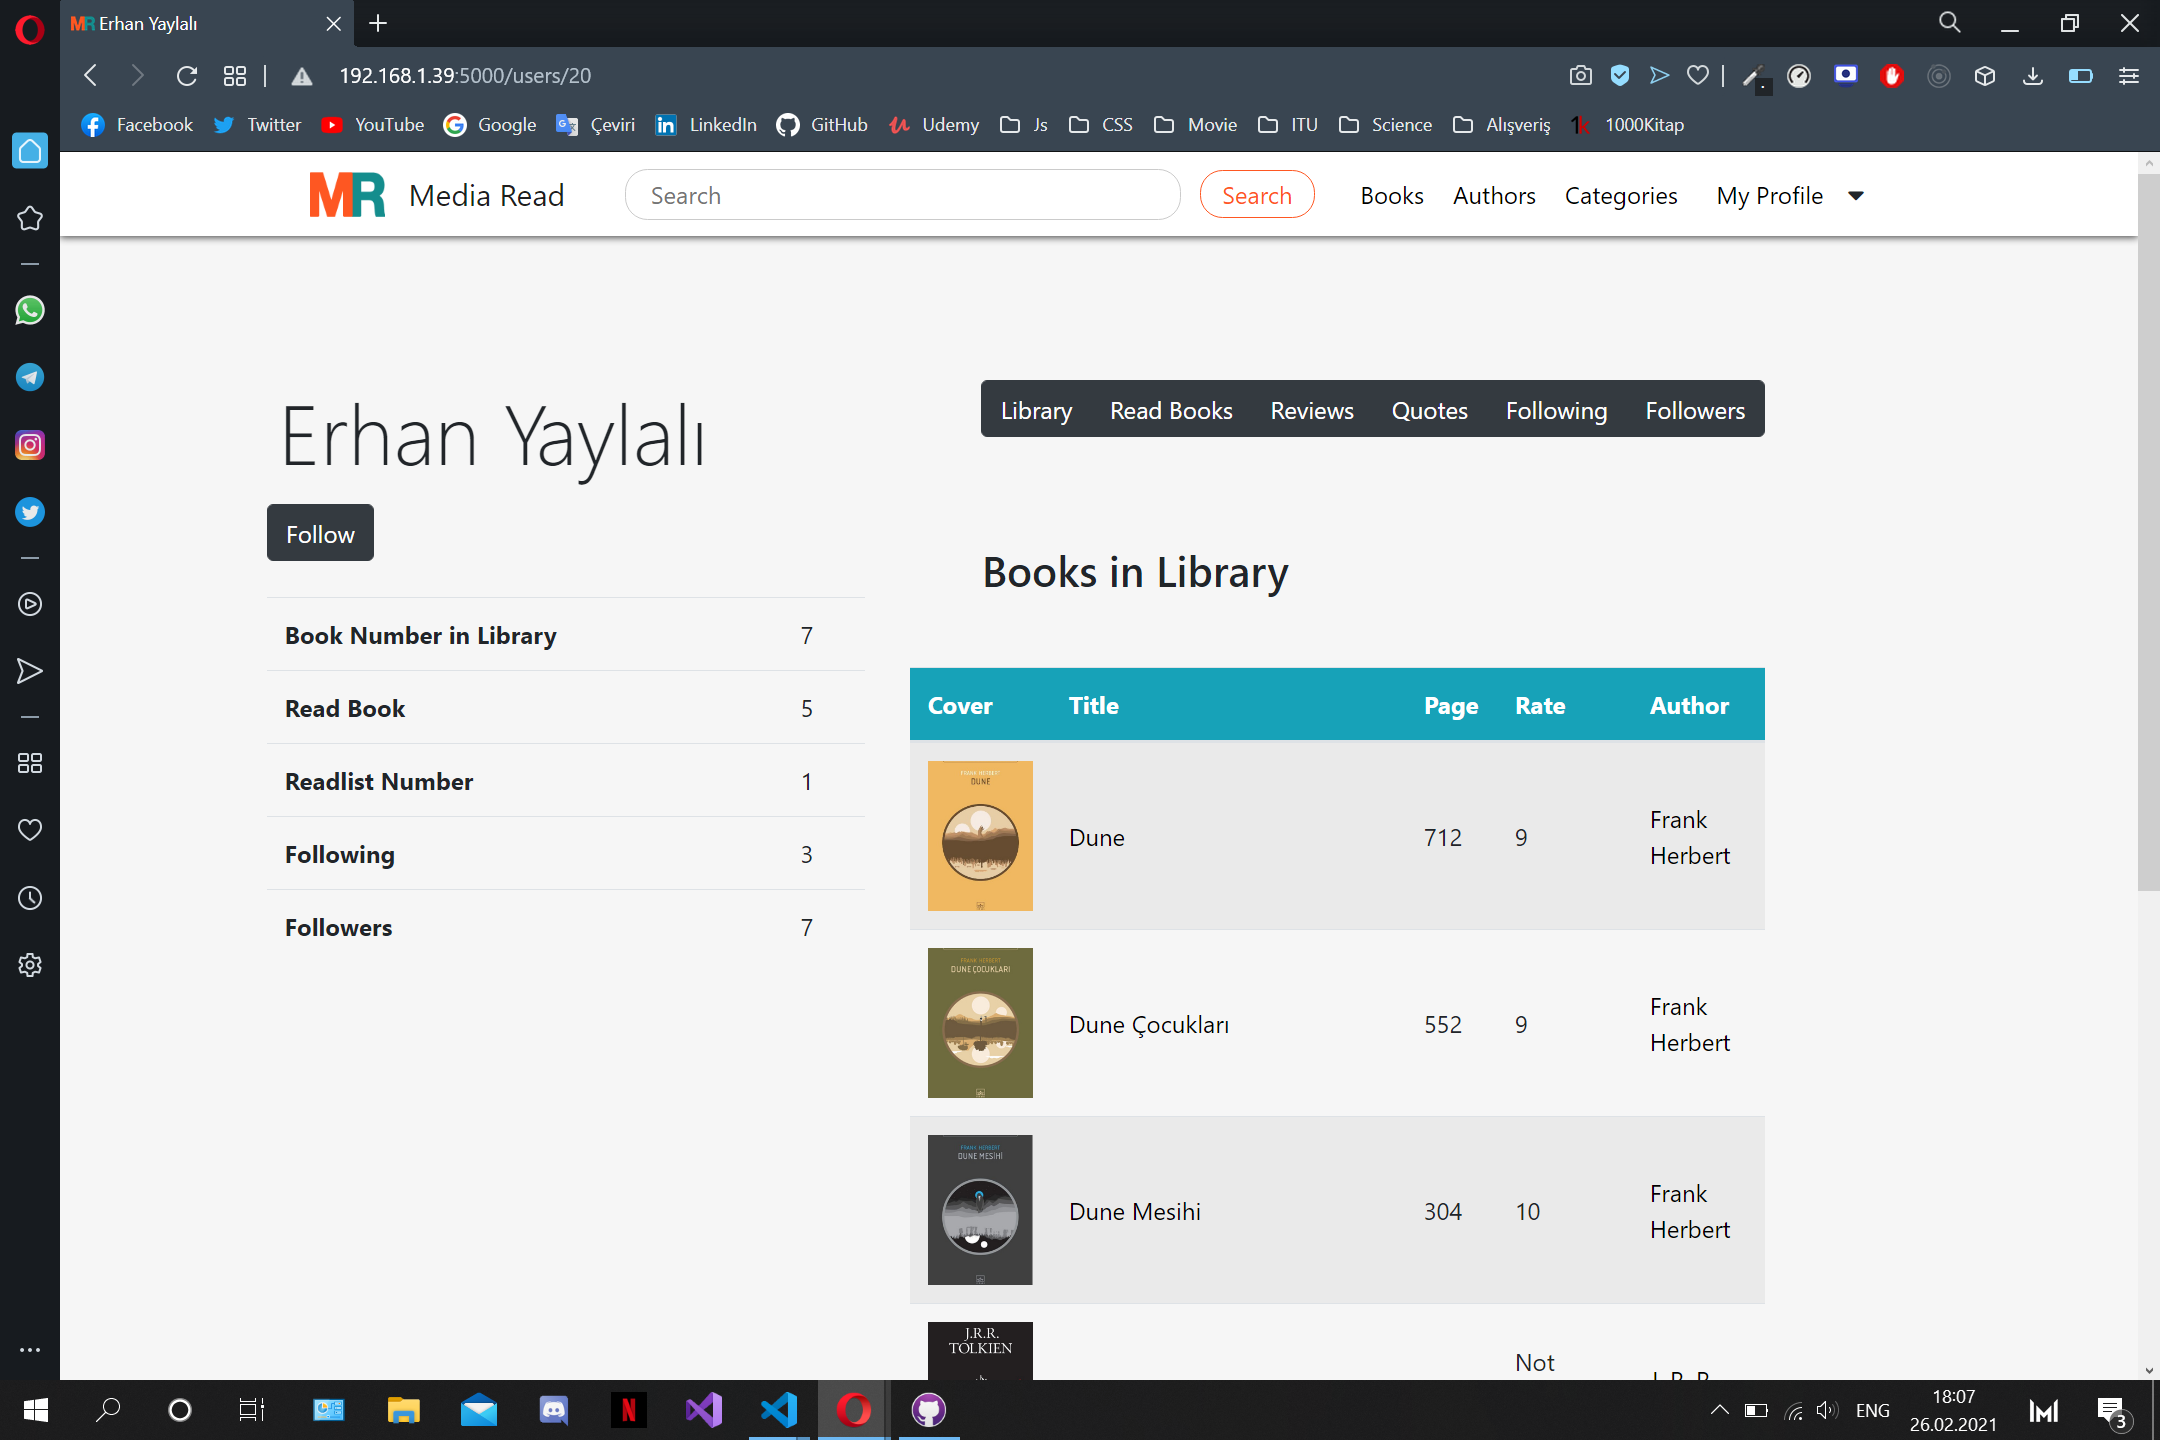 MR Erhan Yaylalı
192.168.1.39:5000/users/20
Facebook Twitter YouTube Google Çeviri LinkedIn GitHub Udemy Js CSS Movie ITU Science Alışveriş 1k 1000Kitap
MR Media Read Search Search Books Authors Categories My Profile
Erhan Yaylalı
Follow
Book Number in Library 7
Read Book 5
Readlist Number 1
Following 3
Followers 7
Library Read Books Reviews Quotes Following Followers
Books in Library
Cover Title Page Rate Author
FRANK HERBERT
DUNE
Dune 712 9 Frank Herbert
FRANK HERBERT
DUNE ÇOCUKLARI
Dune Çocukları 552 9 Frank Herbert
FRANK HERBERT
DUNE MESİHİ
Dune Mesihi 304 10 Frank Herbert
J.R.R.
TOLKIEN
Not
J. R. R.
ENG
18:07
26.02.2021
3